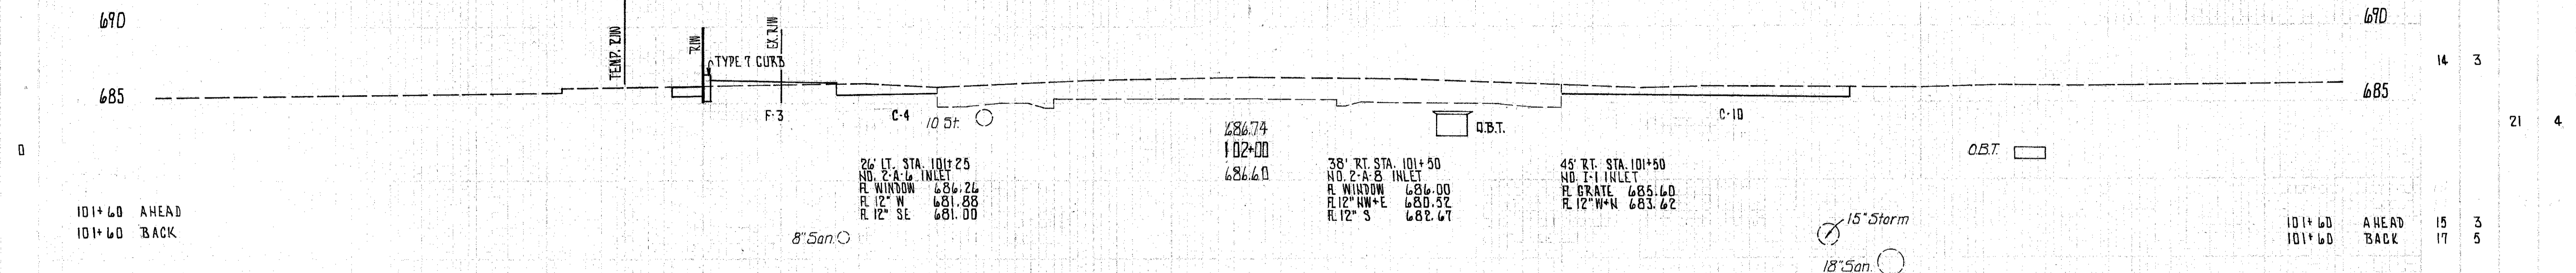 690
690
TEMP. R/W
R/W
EX. R/W
TYPE 7 CURB
14 3
685
685
F-3
C-4
10 St.
O.B.T.
C-10
21 4
0
686.74
102+00
686.60
O.B.T.
26' LT. STA. 101+25
NO. 2-A-6 INLET
FL WINDOW 686.26
FL 12" W 681.88
FL 12" SE 681.00
38' RT. STA. 101+50
NO. 2-A-8 INLET
FL WINDOW 686.00
FL 12" NW+E 680.52
FL 12" S 682.67
45' RT. STA. 101+50
NO. I-1 INLET
FL GRATE 685.60
FL 12" W+N 683.62
101+60 AHEAD
101+60 BACK
8" San.
15" Storm
18" San.
101+60 AHEAD 15 3
101+60 BACK 17 5